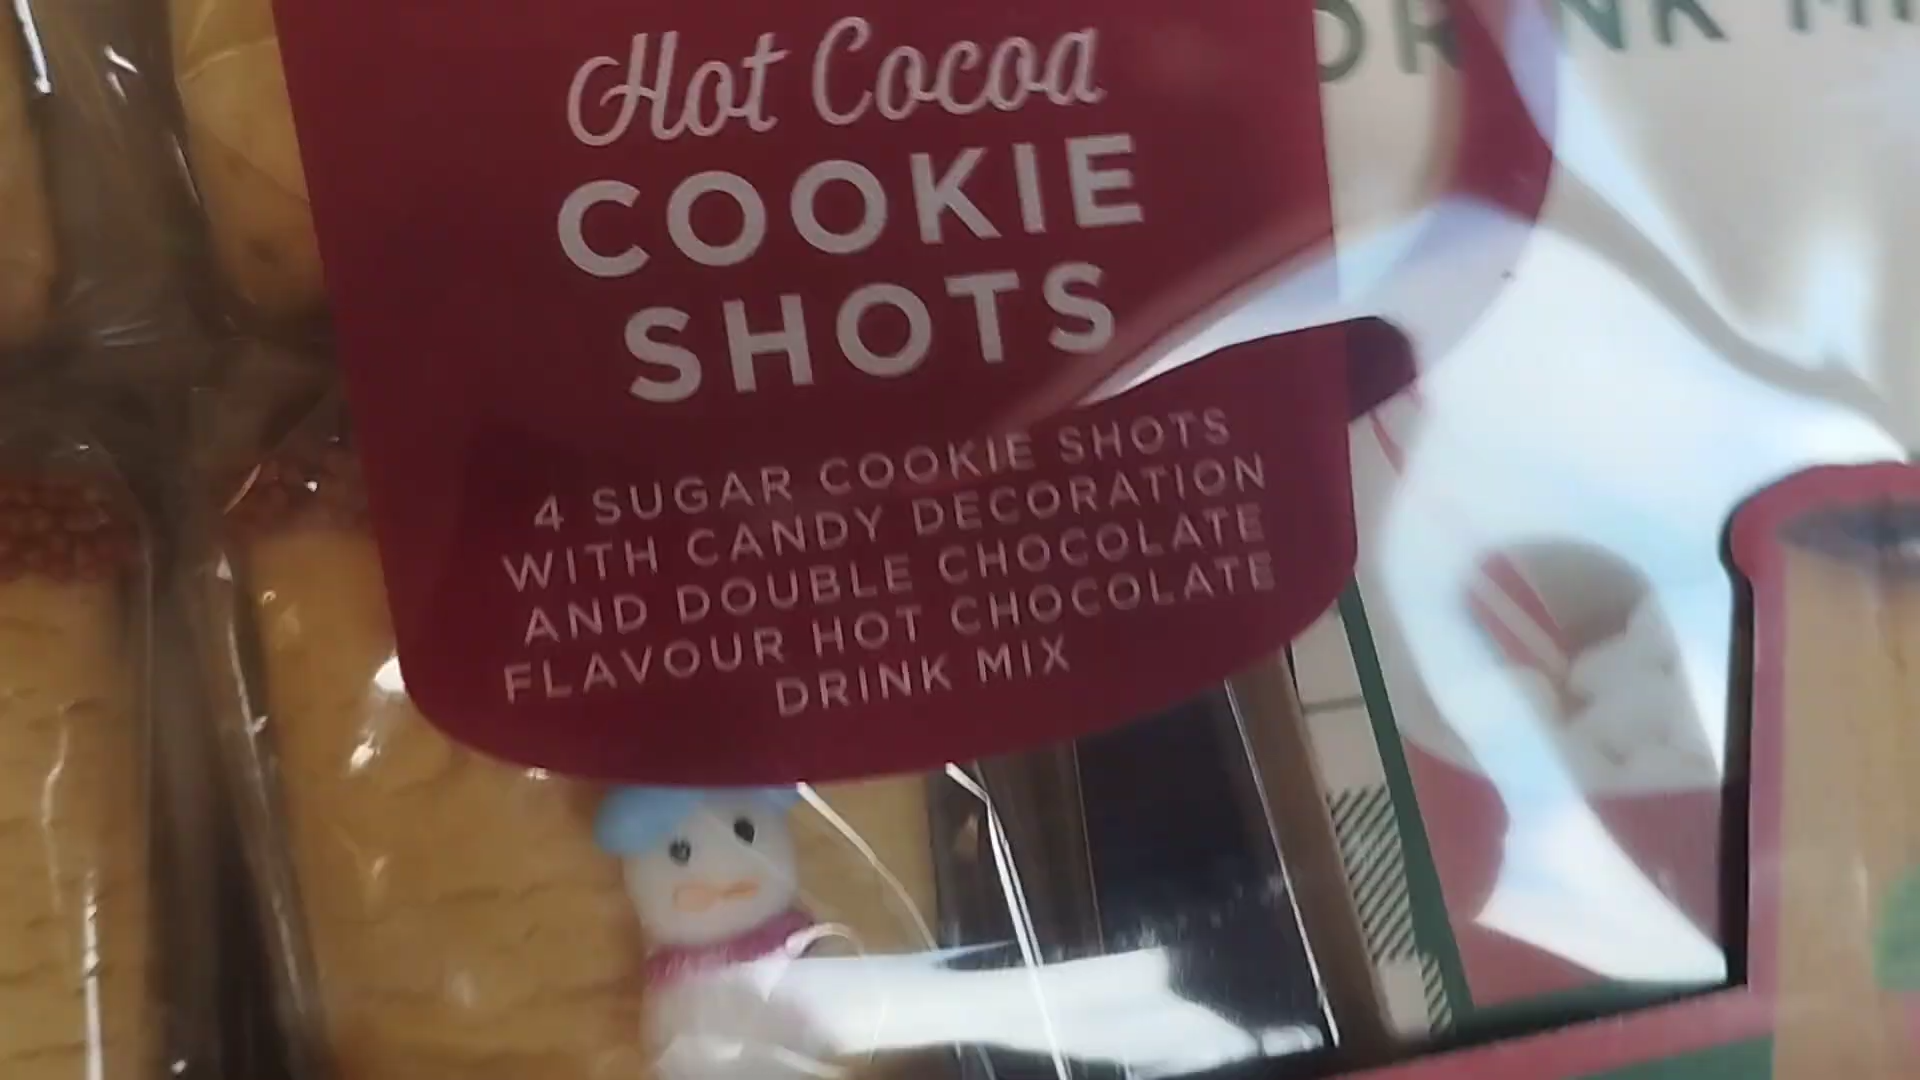 Hot Cocoa
COOKIE
SHOTS
4 SUGAR COOKIE SHOTS
WITH CANDY DECORATION
AND DOUBLE CHOCOLATE
FLAVOUR HOT CHOCOLATE
DRINK MIX